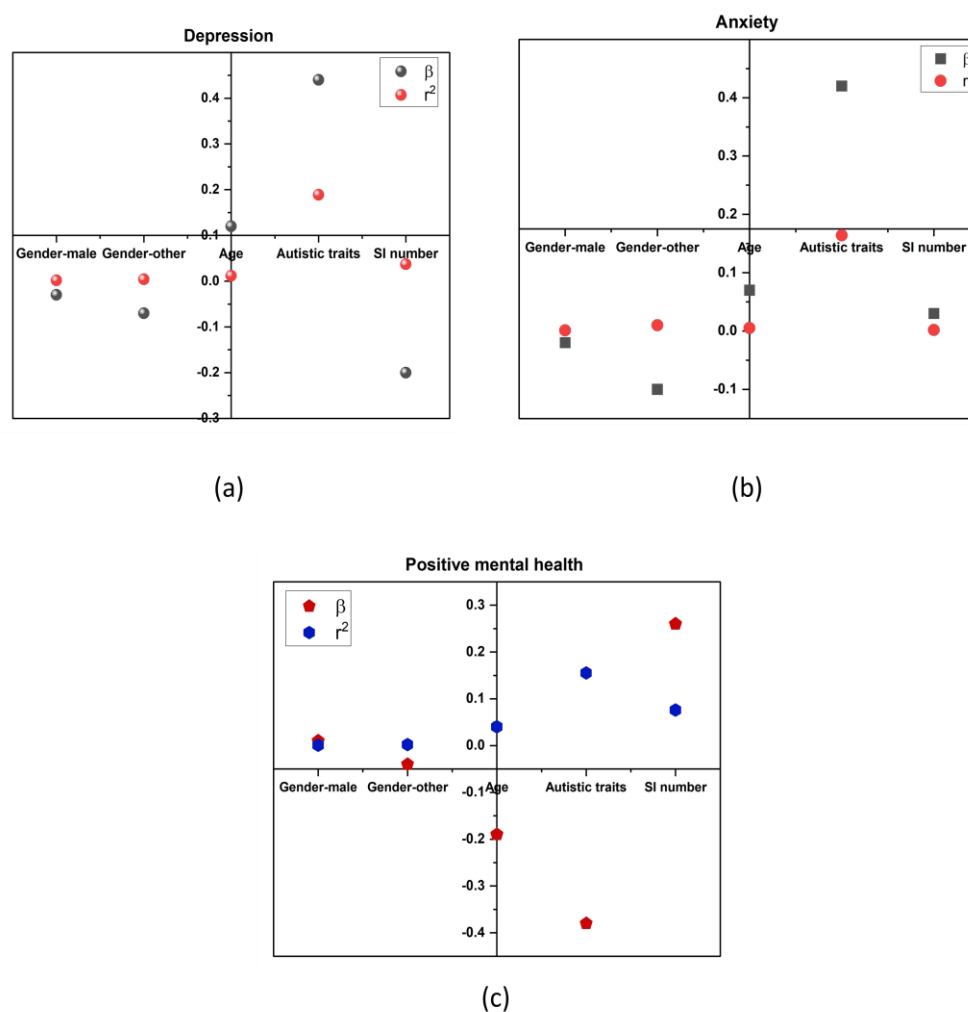 Depression
β
r²
0.4
0.3
0.2
0.1
Gender-male Gender-other Age Autistic traits SI number
0.0
-0.1
-0.2
-0.3
(a)
Anxiety
β
r
0.4
0.3
0.2
Gender-male Gender-other Age Autistic traits SI number
0.1
0.0
-0.1
(b)
Positive mental health
β
r²
0.3
0.2
0.1
0.0
Gender-male Gender-other Age Autistic traits SI number
-0.1
-0.2
-0.3
-0.4
(c)